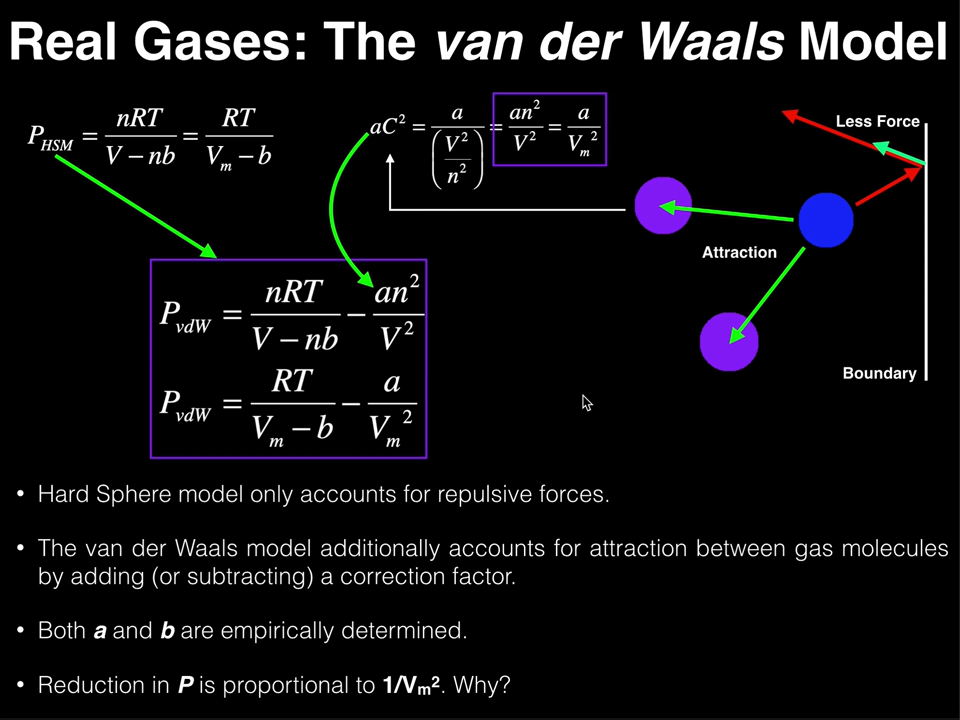 Real Gases: The van der Waals Model
P_HSM = nRT/(V − nb) = RT/(V_m − b)
aC² = a/(V²/n²) = an²/V² = a/V_m²
Less Force
Attraction
Boundary
P_vdW = nRT/(V − nb) − an²/V²
P_vdW = RT/(V_m − b) − a/V_m²
• Hard Sphere model only accounts for repulsive forces.
• The van der Waals model additionally accounts for attraction between gas molecules
by adding (or subtracting) a correction factor.
• Both a and b are empirically determined.
• Reduction in P is proportional to 1/V_m². Why?